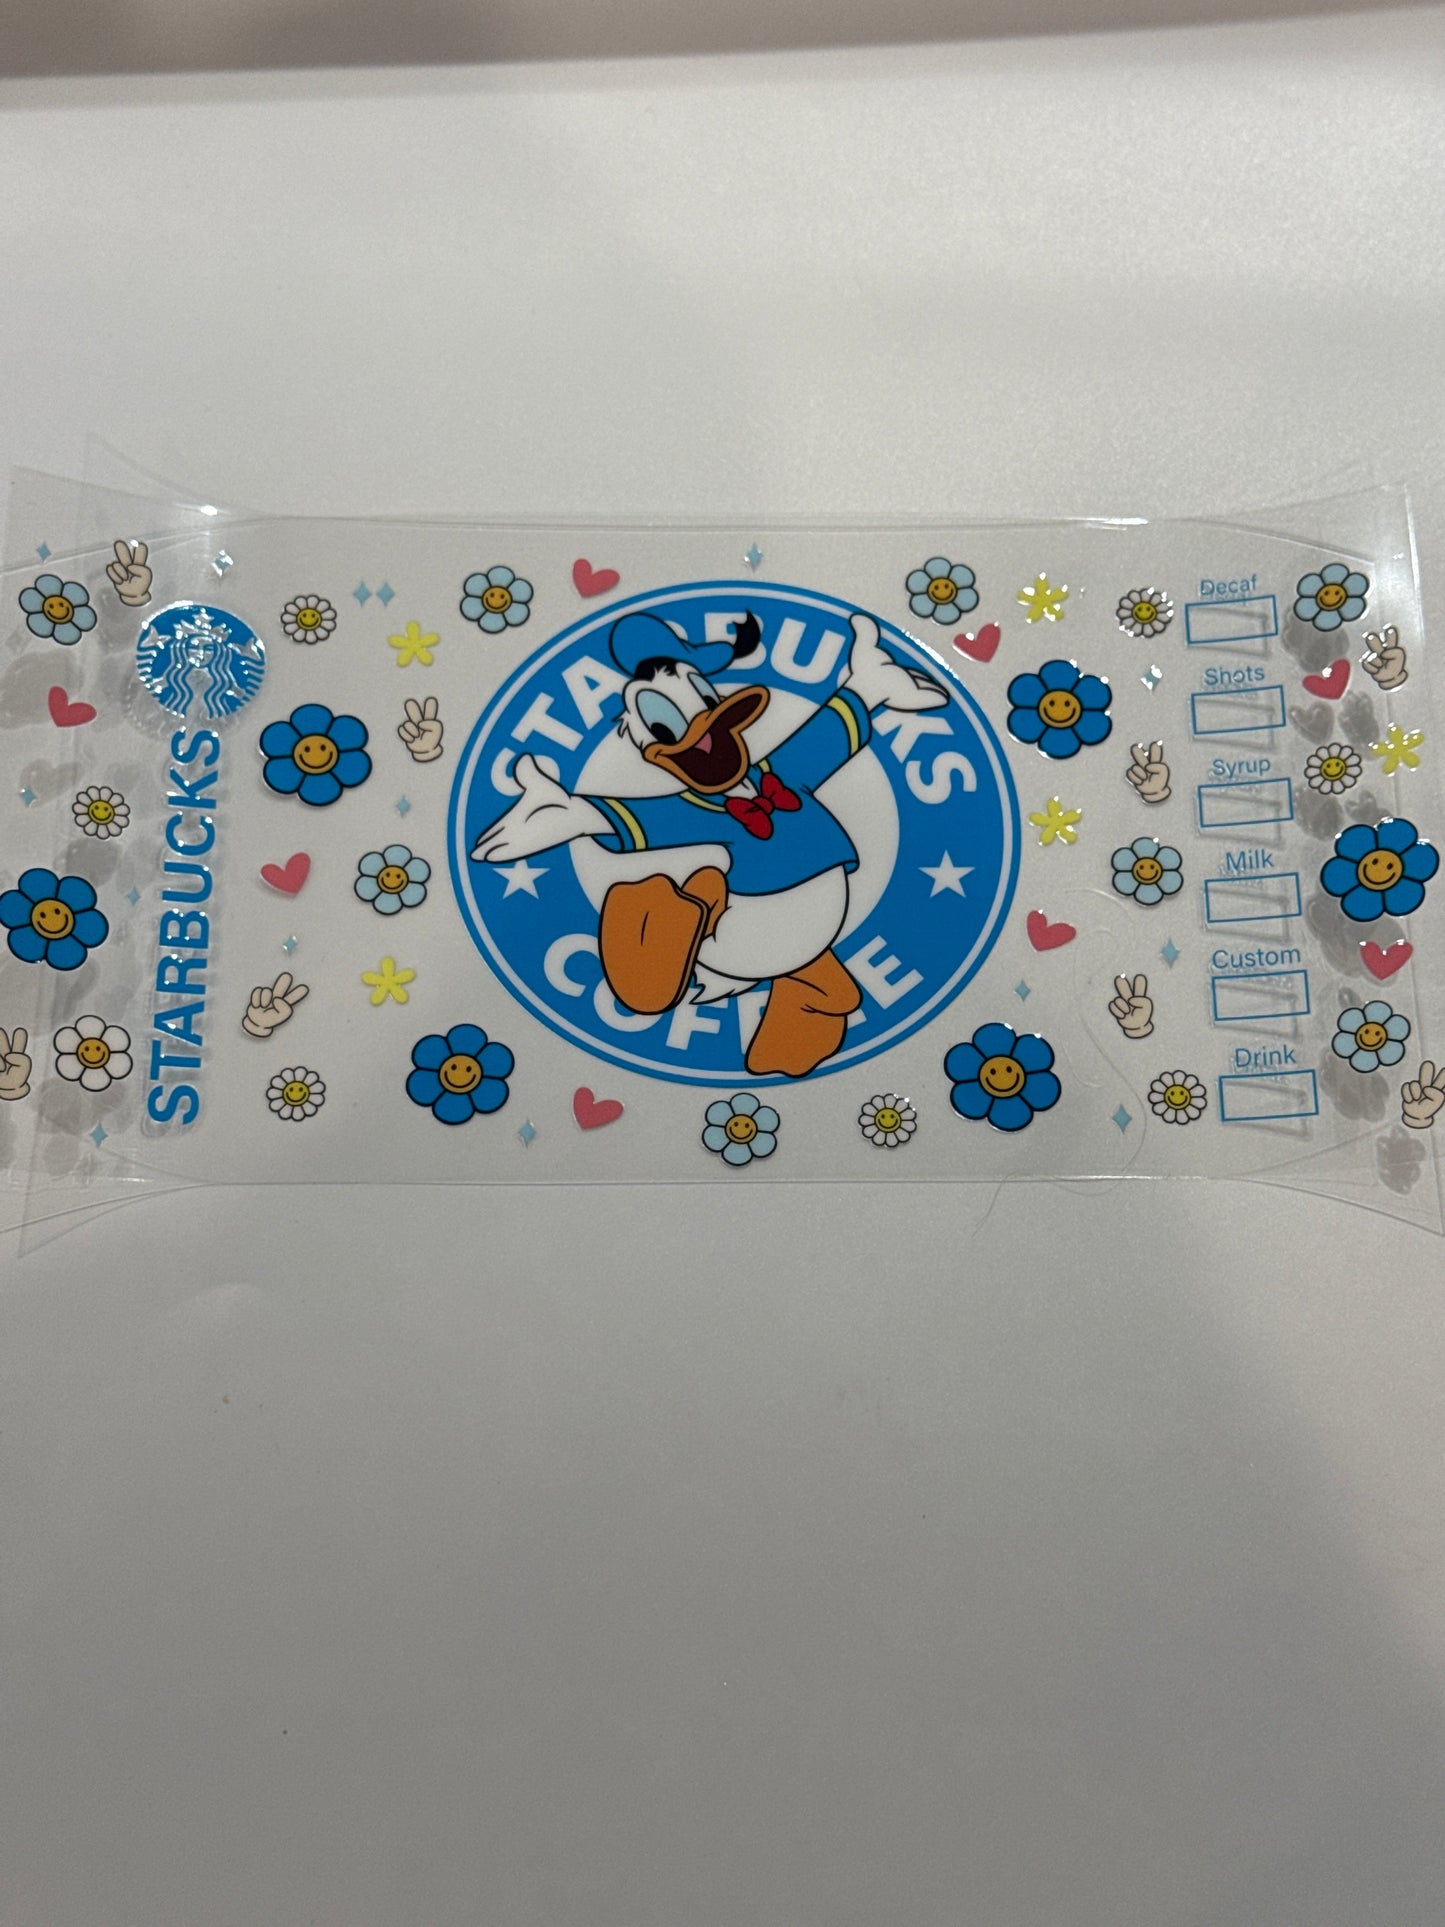 STARBUCKS
STARBUCKS
COFFEE
Decaf
Shots
Syrup
Milk
Custom
Drink